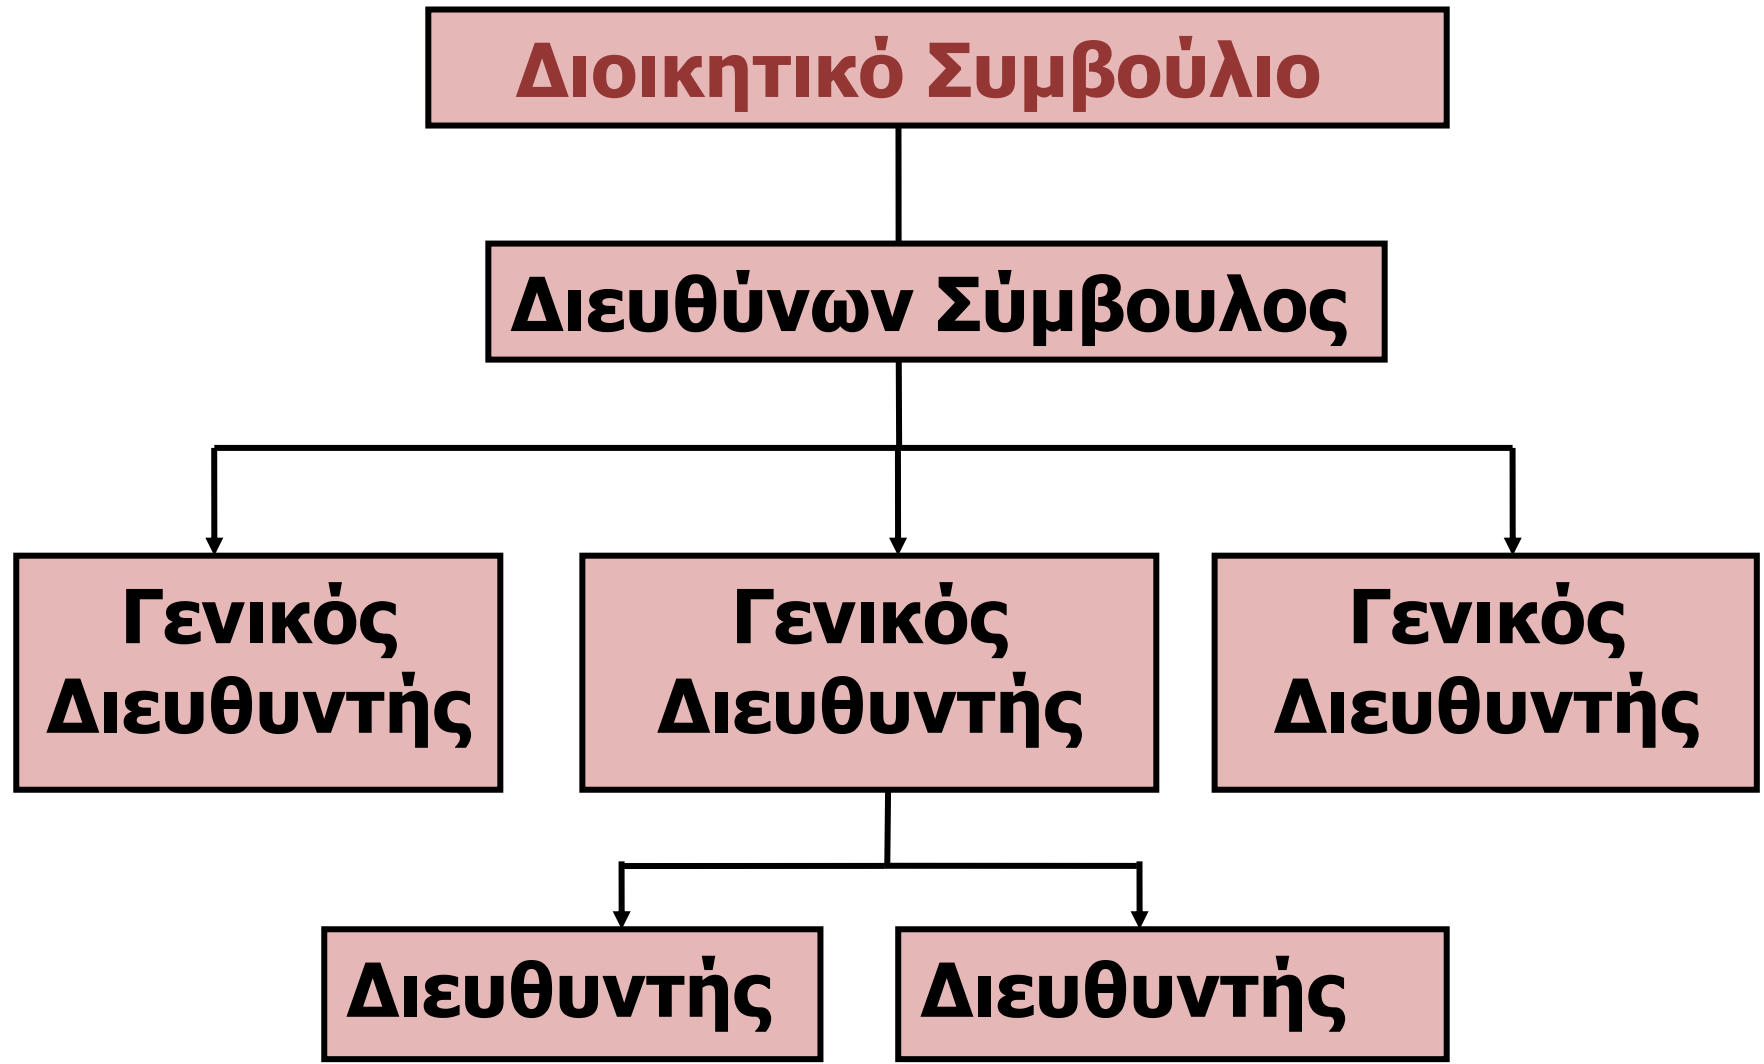 Διοικητικό Συμβούλιο
Διευθύνων Σύμβουλος
Γενικός
Διευθυντής
Γενικός
Διευθυντής
Γενικός
Διευθυντής
Διευθυντής
Διευθυντής